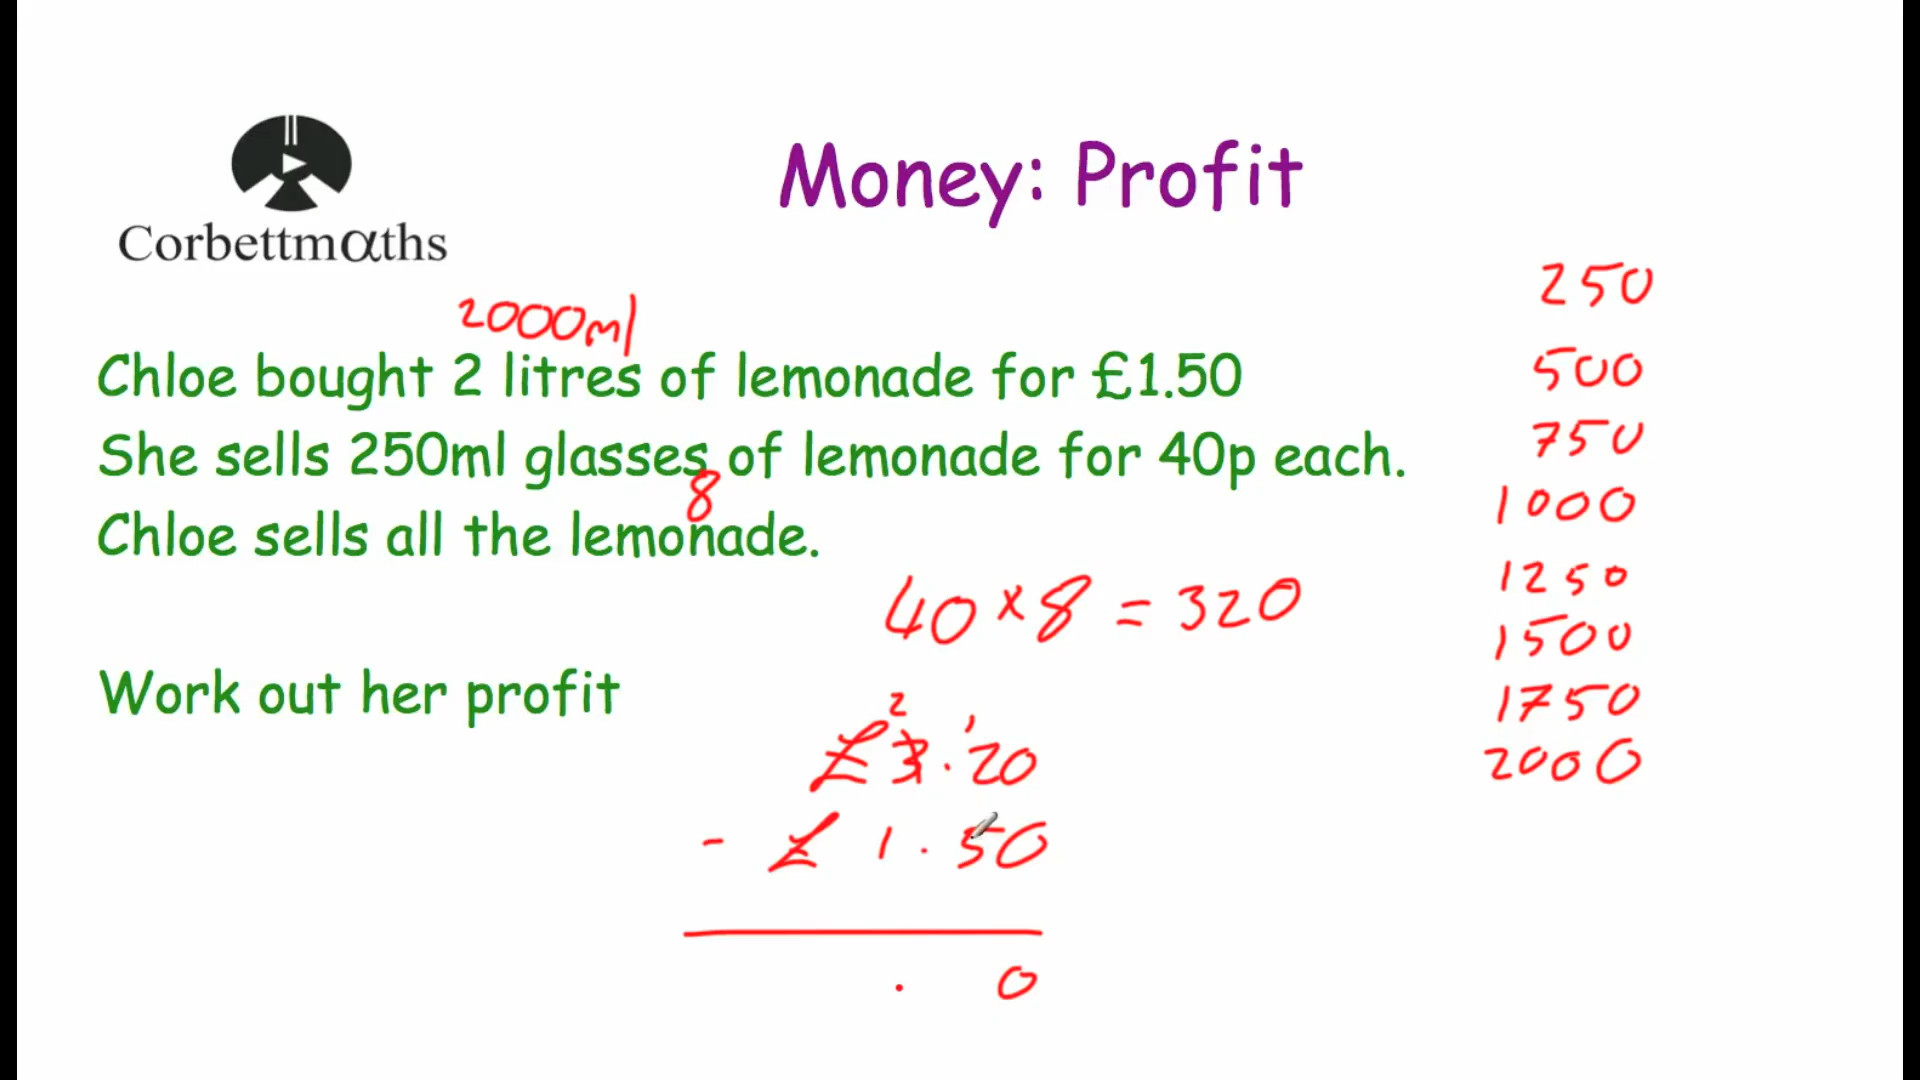 Corbettmαths
Money: Profit
2000ml
Chloe bought 2 litres of lemonade for £1.50
She sells 250ml glasses of lemonade for 40p each.
8
Chloe sells all the lemonade.
40 × 8 = 320
Work out her profit
2 1
£3.20
- £1.50
. 0
250
500
750
1000
1250
1500
1750
2000